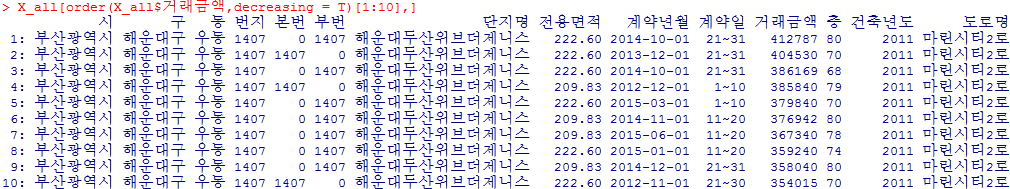 > X_all[order(X_all$거래금액,decreasing = T)[1:10],]
시 구 동 번지 본번 부번 단지명 전용면적 계약년월 계약일 거래금액 층 건축년도 도로명
1: 부산광역시 해운대구 우동 1407 0 1407 해운대두산위브더제니스 222.60 2014-10-01 21~31 412787 80 2011 마린시티2로
2: 부산광역시 해운대구 우동 1407 1407 0 해운대두산위브더제니스 222.60 2013-12-01 21~31 404530 70 2011 마린시티2로
3: 부산광역시 해운대구 우동 1407 0 1407 해운대두산위브더제니스 222.60 2014-10-01 21~31 386169 68 2011 마린시티2로
4: 부산광역시 해운대구 우동 1407 1407 0 해운대두산위브더제니스 209.83 2012-12-01 1~10 385840 79 2011 마린시티2로
5: 부산광역시 해운대구 우동 1407 0 1407 해운대두산위브더제니스 222.60 2015-03-01 1~10 379840 70 2011 마린시티2로
6: 부산광역시 해운대구 우동 1407 0 1407 해운대두산위브더제니스 209.83 2014-11-01 11~20 376942 80 2011 마린시티2로
7: 부산광역시 해운대구 우동 1407 0 1407 해운대두산위브더제니스 209.83 2015-06-01 11~20 367340 78 2011 마린시티2로
8: 부산광역시 해운대구 우동 1407 0 1407 해운대두산위브더제니스 222.60 2015-01-01 11~20 359240 74 2011 마린시티2로
9: 부산광역시 해운대구 우동 1407 0 1407 해운대두산위브더제니스 209.83 2014-12-01 21~31 358040 80 2011 마린시티2로
10: 부산광역시 해운대구 우동 1407 1407 0 해운대두산위브더제니스 222.60 2012-11-01 21~30 354015 70 2011 마린시티2로